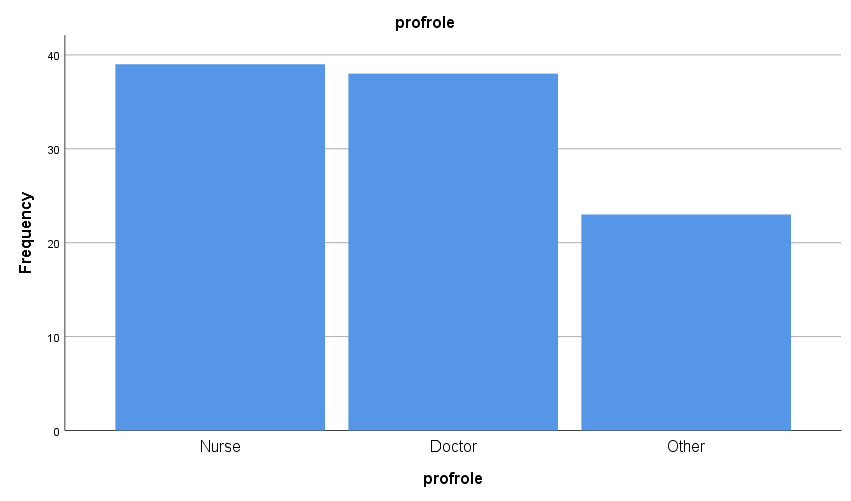 profrole
Frequency
40
30
20
10
0
Nurse
Doctor
Other
profrole